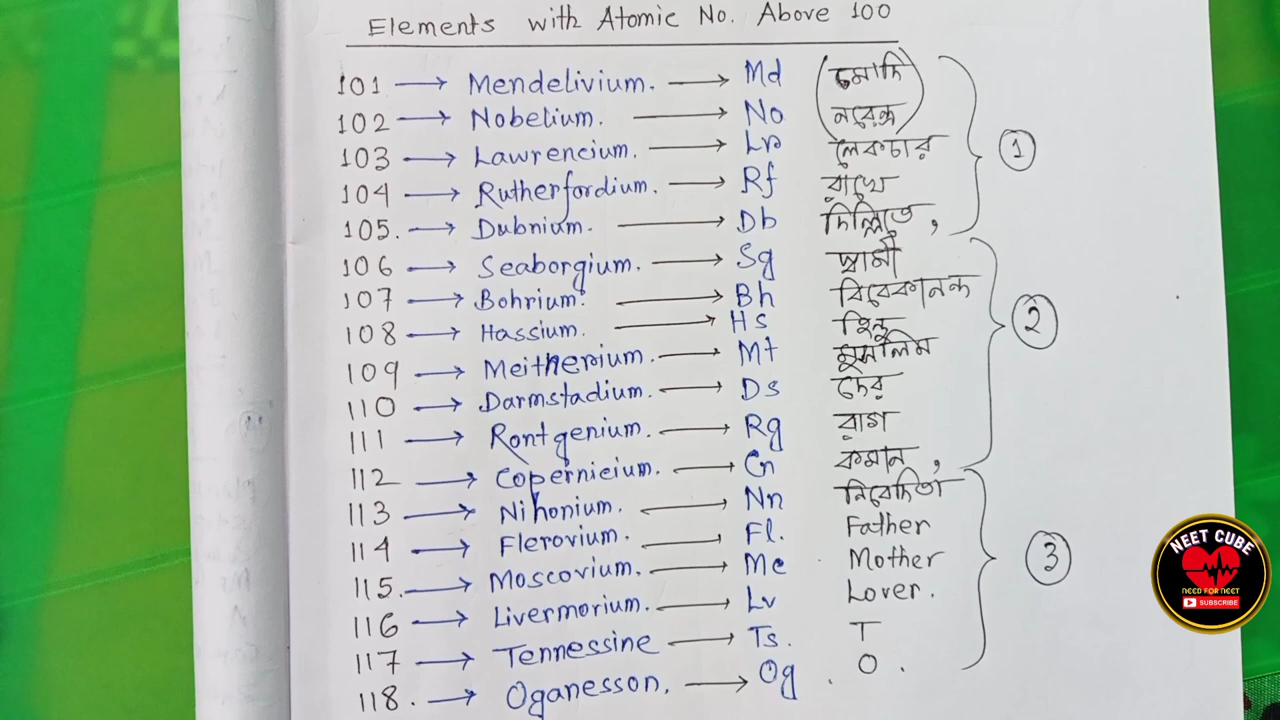 Elements with Atomic No. Above 100
101 → Mendelivium. → Md (মোদি
102 → Nobelium. → No নরেন্দ্র)
103 → Lawrencium. → Lr লেকচার
104 → Rutherfordium. → Rf রাখে
105. → Dubnium. → Db দিল্লিতে,
1
106 → Seaborgium. → Sg স্বামী
107 → Bohrium. → Bh বিবেকানন্দ
108 → Hassium. → Hs হিন্দু
109 → Meitherium. → Mt মুসলিম
110 → Darmstadium. → Ds দের
111 → Rontgenium. → Rg রাগ
112 → Copernicium. → Cn কমান,
2
113 → Nihonium. → Nn নিবেদিতা
114 → Flerovium. → Fl. Father
115. → Moscovium. → Mc Mother
116 → Livermorium. → Lv Lover.
117 → Tennessine → Ts. T
118. → Oganesson. → Og. O.
3
NEET CUBE
NEED FOR NEET
SUBSCRIBE